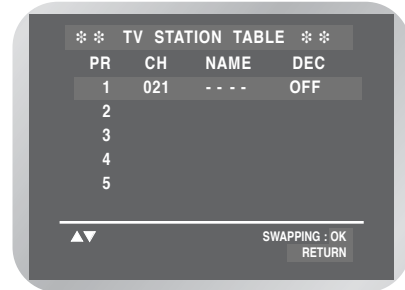 ❇ ❇ TV STATION TABLE ❇ ❇
PR CH NAME DEC
1 021 - - - - OFF
2
3
4
5
▲▼ SWAPPING : OK
RETURN